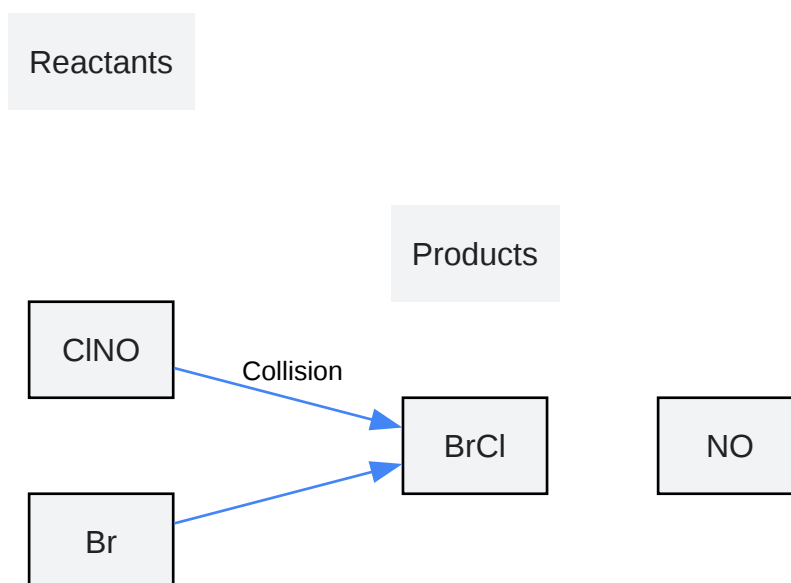 Reactants
Products
ClNO
Collision
BrCl
NO
Br